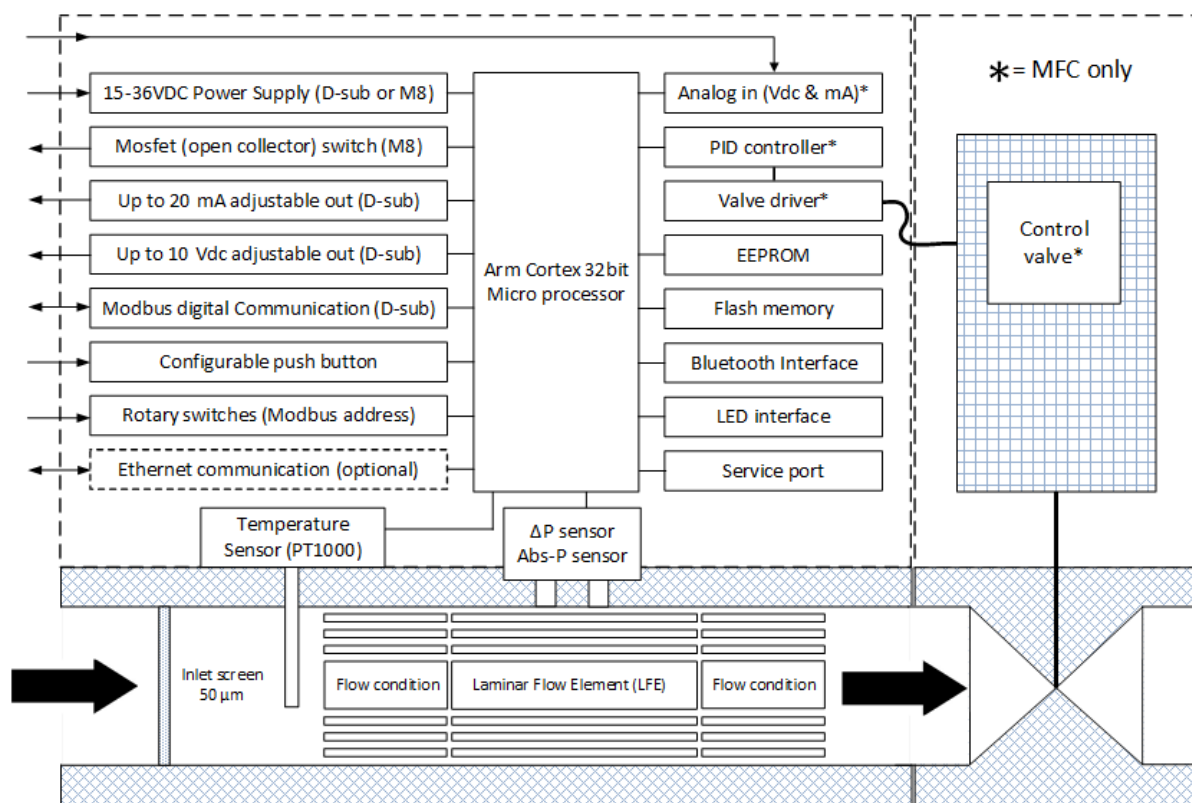 15-36VDC Power Supply (D-sub or M8)
Mosfet (open collector) switch (M8)
Up to 20 mA adjustable out (D-sub)
Up to 10 Vdc adjustable out (D-sub)
Modbus digital Communication (D-sub)
Configurable push button
Rotary switches (Modbus address)
Ethernet communication (optional)
Arm Cortex 32bit
Micro processor
Analog in (Vdc & mA)*
PID controller*
Valve driver*
EEPROM
Flash memory
Bluetooth Interface
LED interface
Service port
*= MFC only
Control
valve*
Temperature
Sensor (PT1000)
ΔP sensor
Abs-P sensor
Inlet screen
50 µm
Flow condition
Laminar Flow Element (LFE)
Flow condition